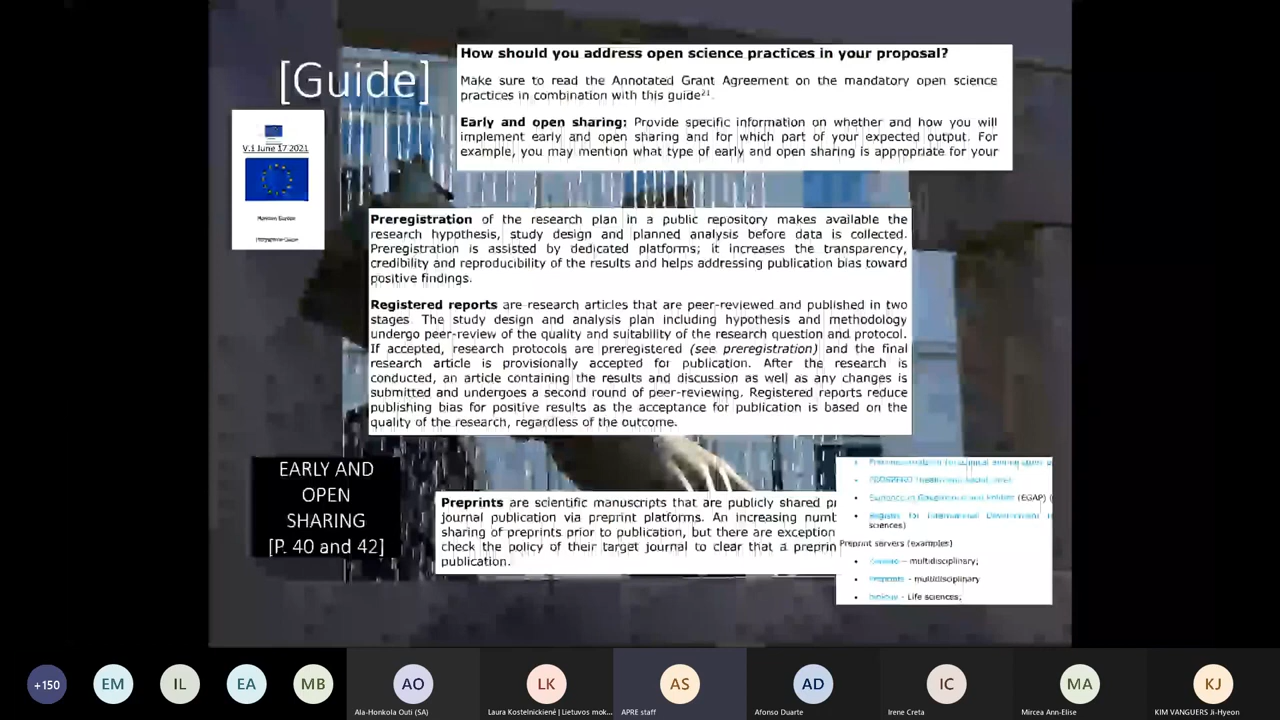 [Guide]
V.1 June 17 2021
How should you address open science practices in your proposal?
Make sure to read the Annotated Grant Agreement on the mandatory open science
practices in combination with this guide²¹.
Early and open sharing: Provide specific information on whether and how you will
implement early and open sharing and for which part of your expected output. For
example, you may mention what type of early and open sharing is appropriate for your
Preregistration of the research plan in a public repository makes available the
research hypothesis, study design and planned analysis before data is collected.
Preregistration is assisted by dedicated platforms; it increases the transparency,
credibility and reproducibility of the results and helps addressing publication bias toward
positive findings.
Registered reports are research articles that are peer-reviewed and published in two
stages. The study design and analysis plan including hypothesis and methodology
undergo peer-review of the quality and suitability of the research question and protocol.
If accepted, research protocols are preregistered (see preregistration) and the final
research article is provisionally accepted for publication. After the research is
conducted, an article containing the results and discussion as well as any changes is
submitted and undergoes a second round of peer-reviewing. Registered reports reduce
publishing bias for positive results as the acceptance for publication is based on the
quality of the research, regardless of the outcome.
EARLY AND
OPEN
SHARING
[P. 40 and 42]
Preprints are scientific manuscripts that are publicly shared pr
journal publication via preprint platforms. An increasing numb
sharing of preprints prior to publication, but there are exception
check the policy of their target journal to clear that a preprin
publication.
(EGAP) (
sciences)
Preprint servers (examples)
– multidisciplinary;
- multidisciplinary
- Life sciences;
+150
EM
IL
EA
MB
AO
LK
AS
AD
IC
MA
KJ
Ala-Honkola Outi (SA)
Laura Kostelnickienė | Lietuvos mok...
APRE staff
Afonso Duarte
Irene Creta
Mircea Ann-Elise
KIM VANGUERS Ji-Hyeon